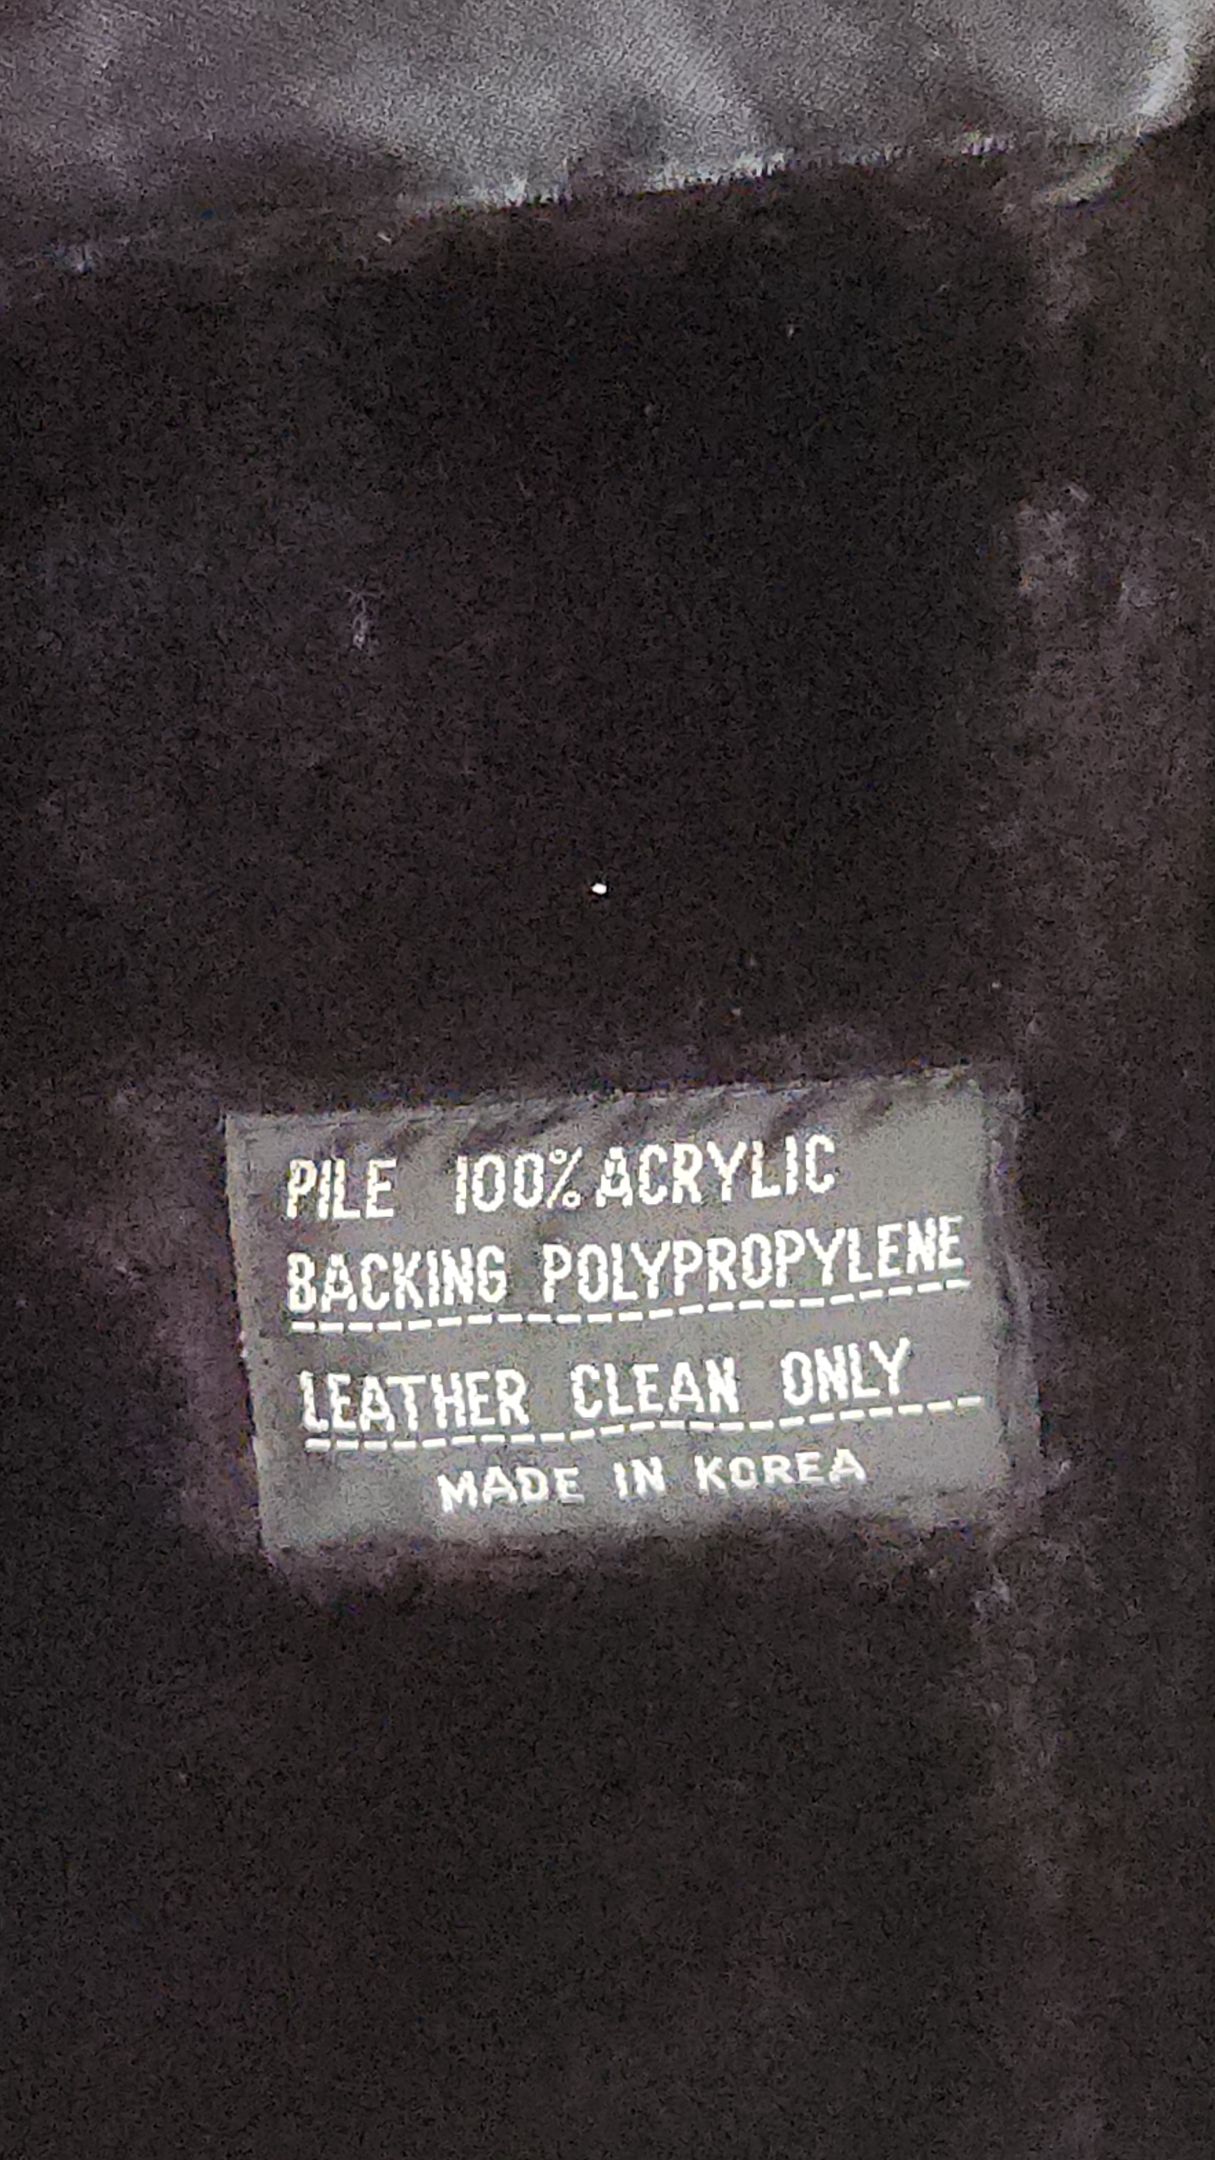 PILE 100% ACRYLIC
BACKING POLYPROPYLENE
LEATHER CLEAN ONLY
MADE IN KOREA